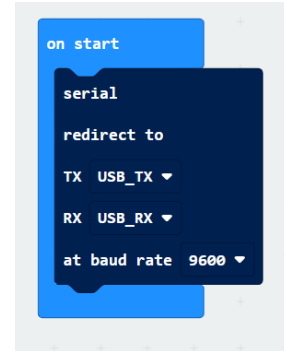 on start
serial
redirect to
TX USB_TX
RX USB_RX
at baud rate 9600